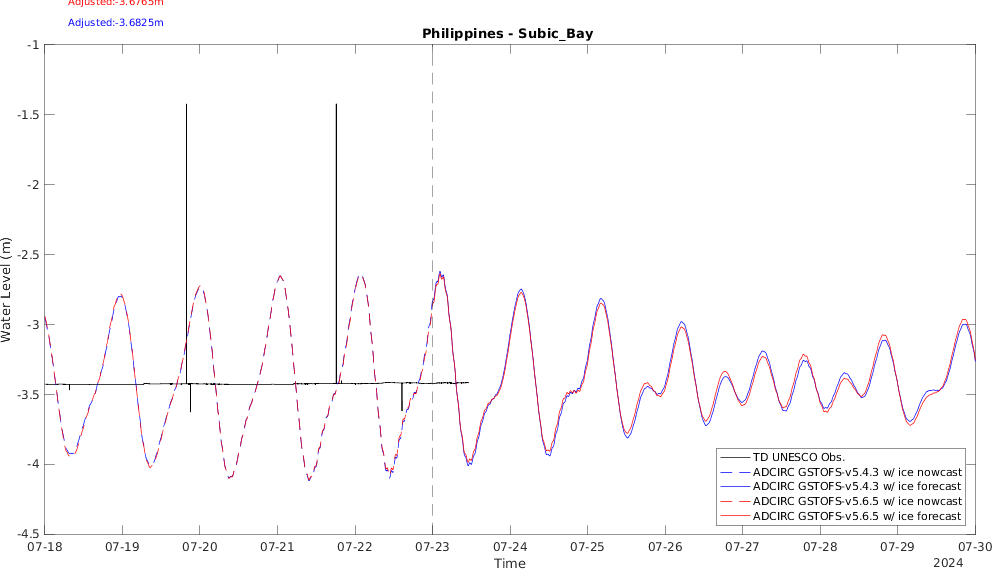 Adjusted:-3.6765m
Adjusted:-3.6825m
Philippines - Subic_Bay
Water Level (m)
-1
-1.5
-2
-2.5
-3
-3.5
-4
-4.5
TD UNESCO Obs.
ADCIRC GSTOFS-v5.4.3 w/ ice nowcast
ADCIRC GSTOFS-v5.4.3 w/ ice forecast
ADCIRC GSTOFS-v5.6.5 w/ ice nowcast
ADCIRC GSTOFS-v5.6.5 w/ ice forecast
07-18 07-19 07-20 07-21 07-22 07-23 07-24 07-25 07-26 07-27 07-28 07-29 07-30
Time
2024